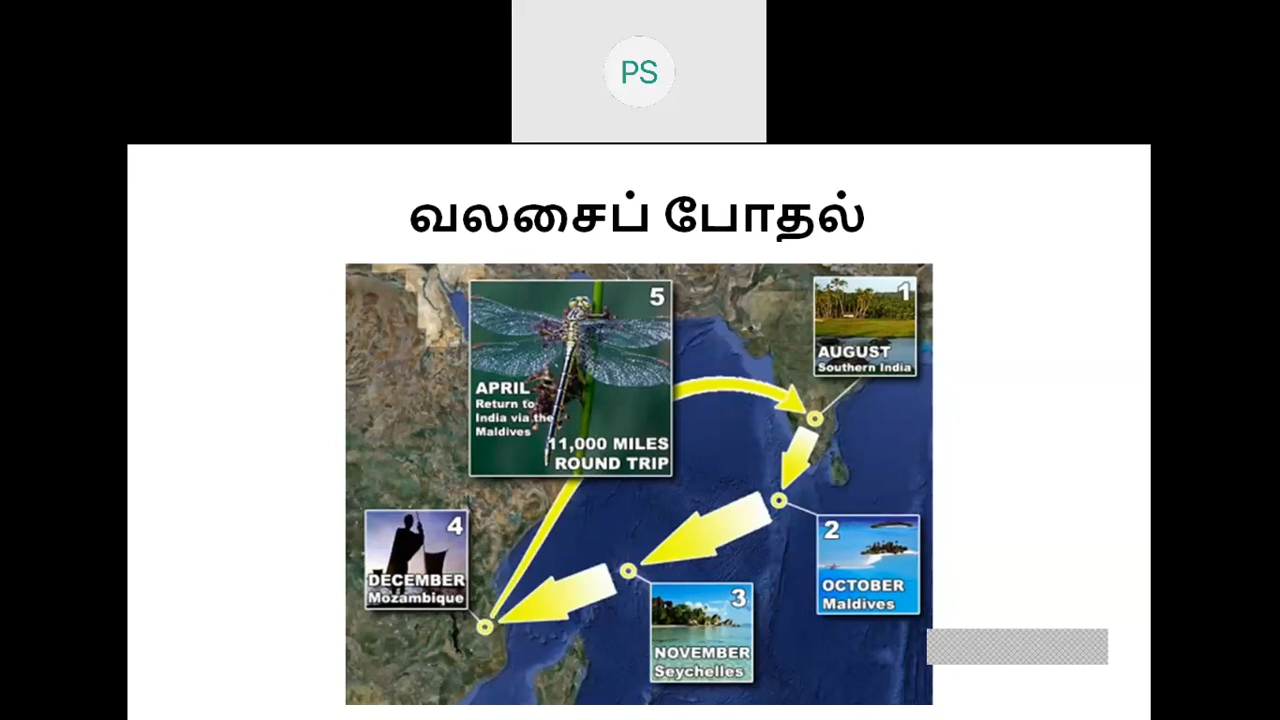 PS
வலசைப் போதல்
5
APRIL
Return to
India via the
Maldives
11,000 MILES
ROUND TRIP
1
AUGUST
Southern India
2
OCTOBER
Maldives
3
NOVEMBER
Seychelles
4
DECEMBER
Mozambique